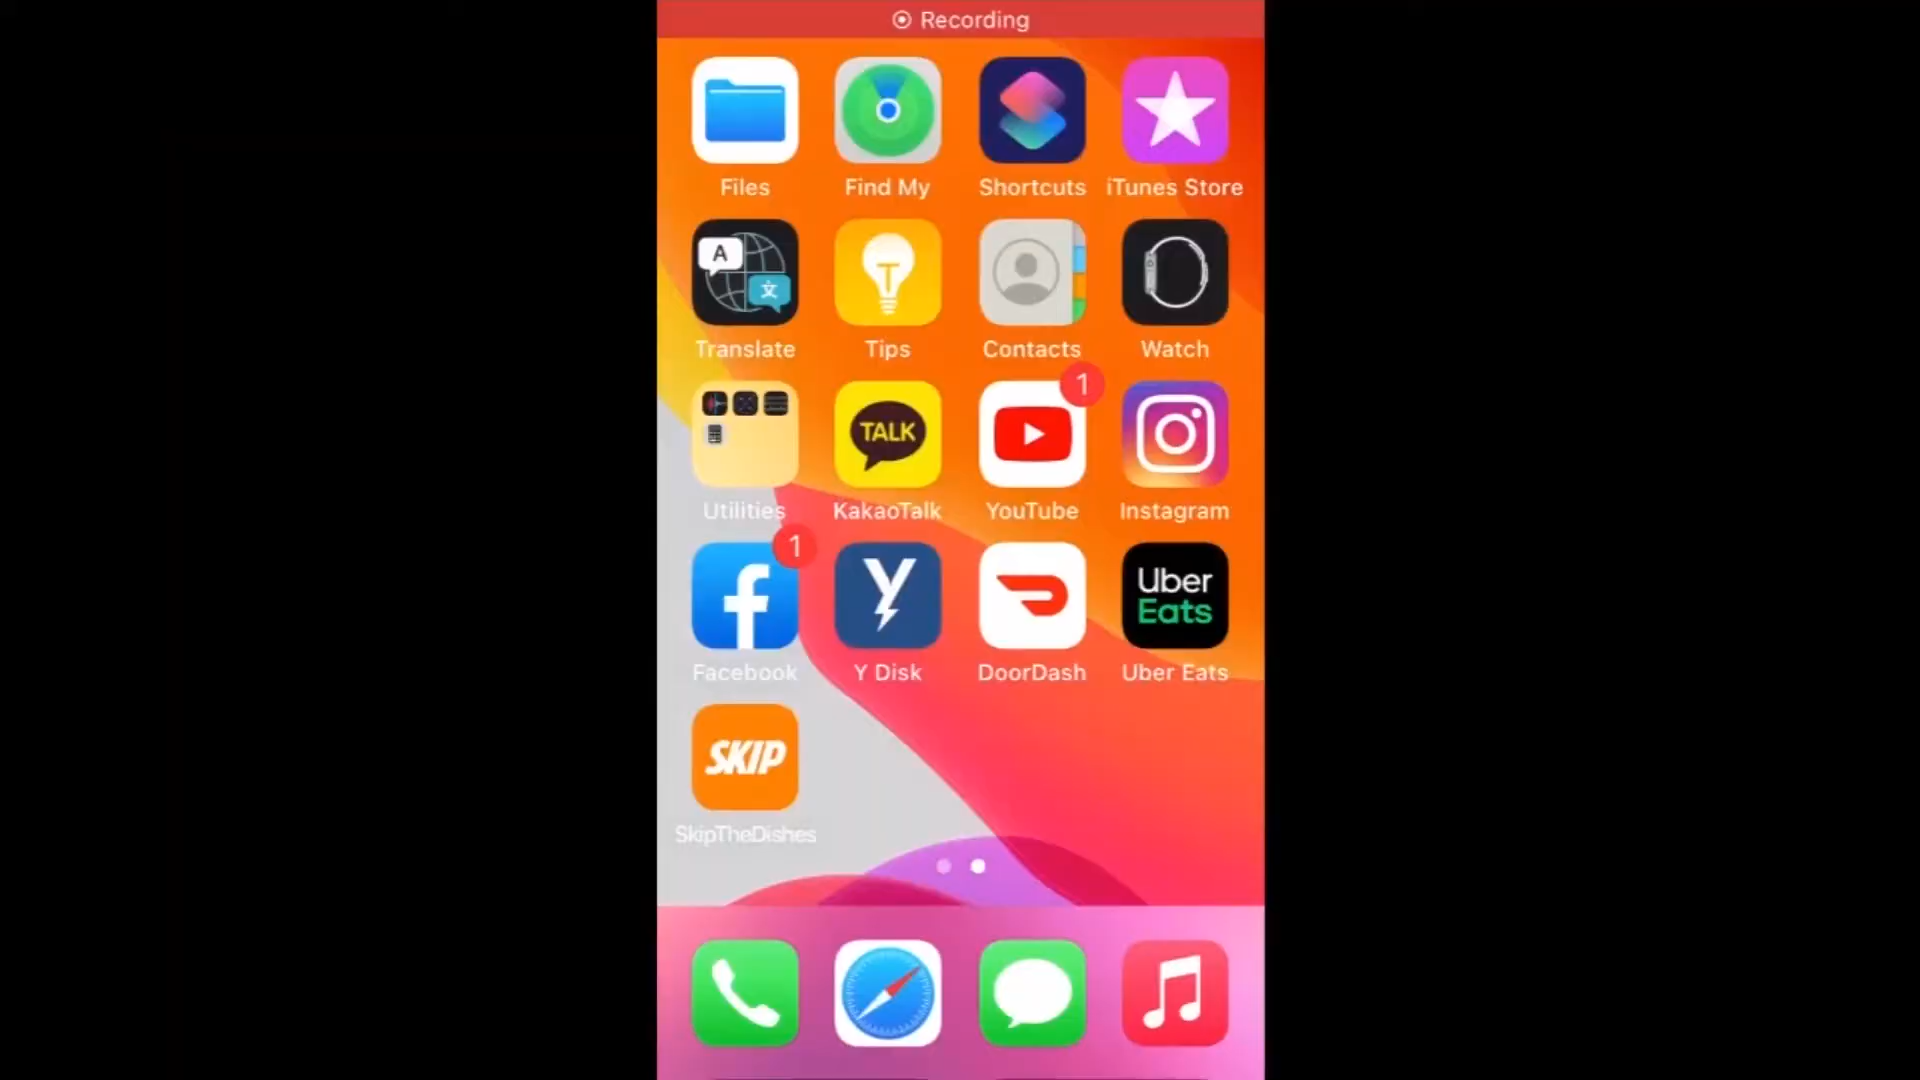 Recording
Files
Find My
Shortcuts
iTunes Store
A
文
Translate
Tips
Contacts
Watch
Utilities
TALK
KakaoTalk
1
YouTube
Instagram
1
Facebook
Y
Y Disk
DoorDash
Uber
Eats
Uber Eats
SKIP
SkipTheDishes